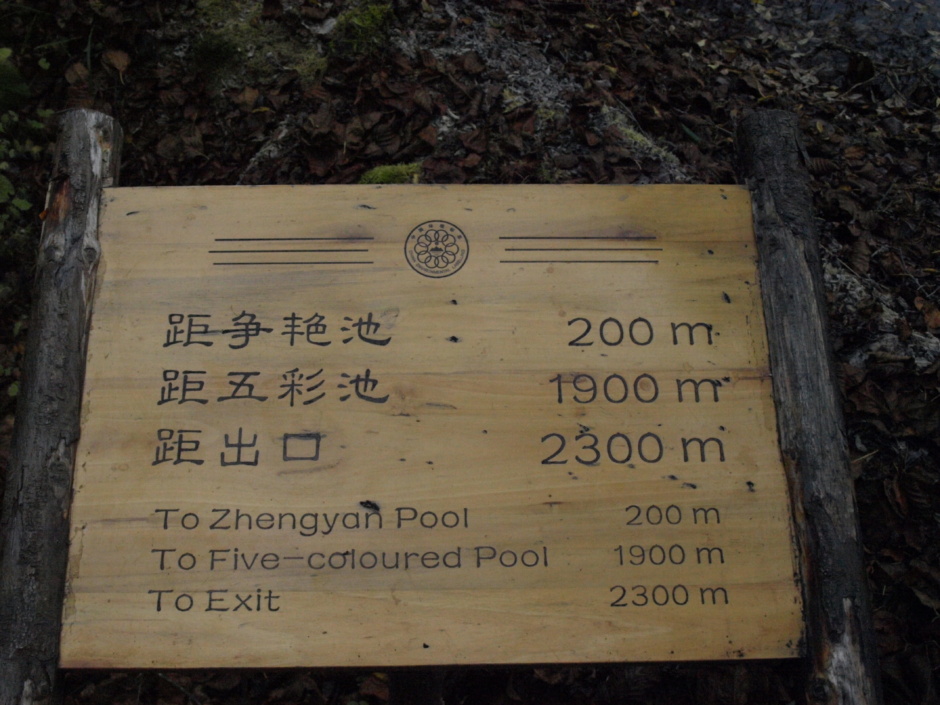 距争艳池 200 m
距五彩池 1900 m
距出口 2300 m
To Zhengyan Pool 200 m
To Five-coloured Pool 1900 m
To Exit 2300 m